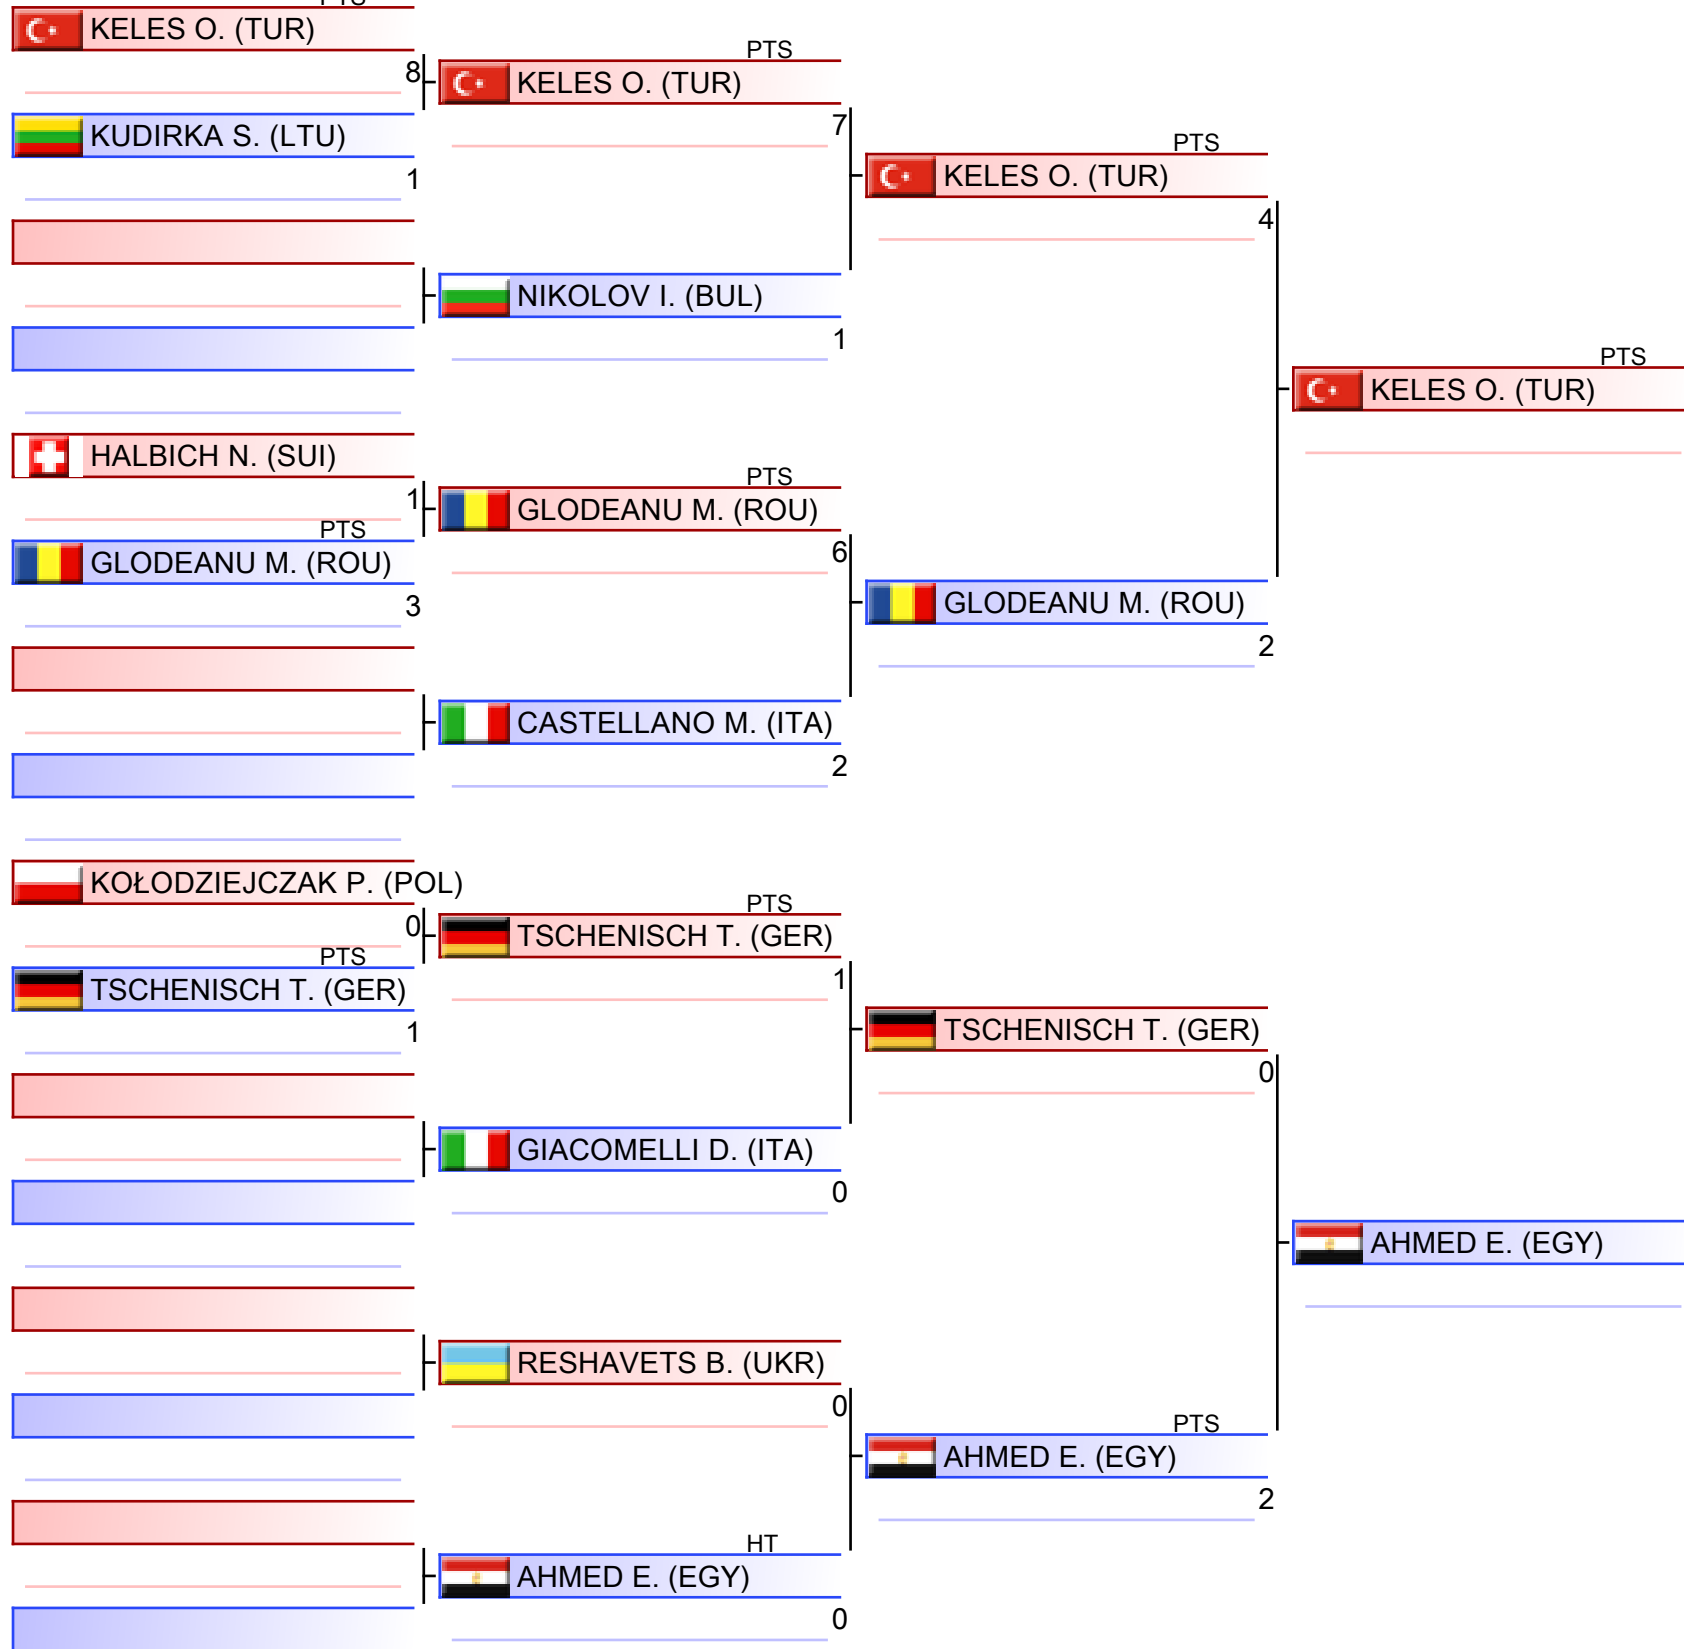 PTS
KELES O. (TUR)
8
KUDIRKA S. (LTU)
1
HALBICH N. (SUI)
1
PTS
GLODEANU M. (ROU)
3
KOŁODZIEJCZAK P. (POL)
0
PTS
TSCHENISCH T. (GER)
1
PTS
KELES O. (TUR)
7
NIKOLOV I. (BUL)
1
PTS
GLODEANU M. (ROU)
6
CASTELLANO M. (ITA)
2
PTS
TSCHENISCH T. (GER)
1
GIACOMELLI D. (ITA)
0
RESHAVETS B. (UKR)
0
HT
AHMED E. (EGY)
0
PTS
KELES O. (TUR)
4
GLODEANU M. (ROU)
2
TSCHENISCH T. (GER)
0
PTS
AHMED E. (EGY)
2
PTS
KELES O. (TUR)
AHMED E. (EGY)